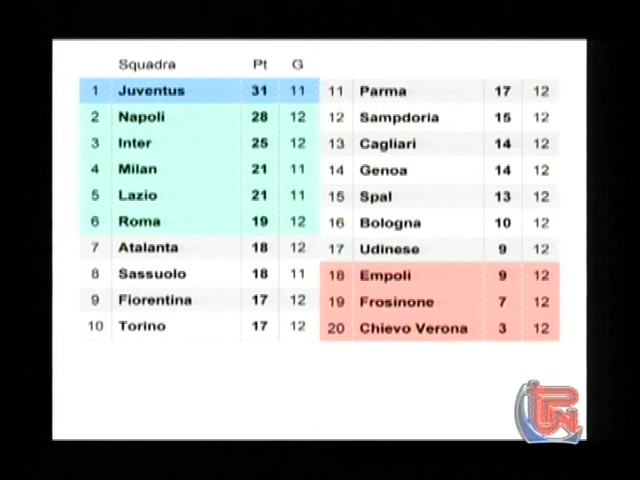 Squadra Pt G
1 Juventus 31 11
2 Napoli 28 12
3 Inter 25 12
4 Milan 21 11
5 Lazio 21 11
6 Roma 19 12
7 Atalanta 18 12
8 Sassuolo 18 11
9 Fiorentina 17 12
10 Torino 17 12
11 Parma 17 12
12 Sampdoria 15 12
13 Cagliari 14 12
14 Genoa 14 12
15 Spal 13 12
16 Bologna 10 12
17 Udinese 9 12
18 Empoli 9 12
19 Frosinone 7 12
20 Chievo Verona 3 12